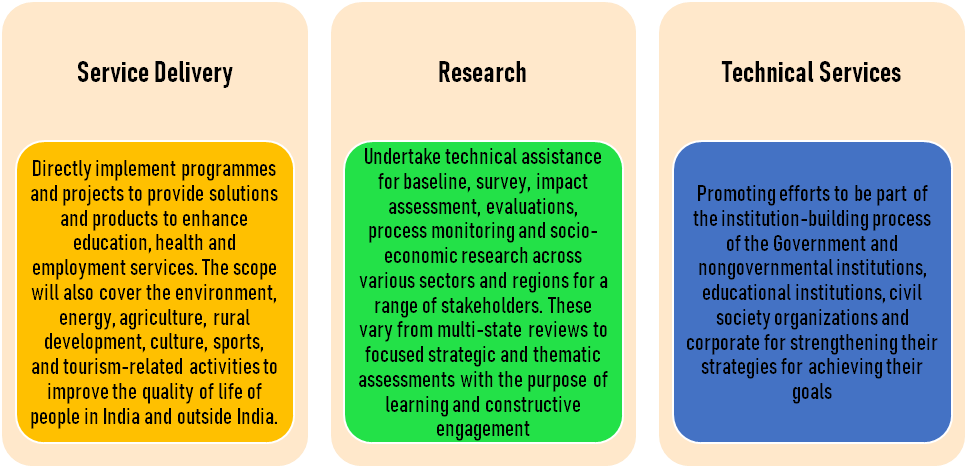 Service Delivery
Directly implement programmes
and projects to provide solutions
and products to enhance
education, health and
employment services. The scope
will also cover the environment,
energy, agriculture, rural
development, culture, sports,
and tourism-related activities to
improve the quality of life of
people in India and outside India.
Research
Undertake technical assistance
for baseline, survey, impact
assessment, evaluations,
process monitoring and socio-
economic research across
various sectors and regions for a
range of stakeholders. These
vary from multi-state reviews to
focused strategic and thematic
assessments with the purpose of
learning and constructive
engagement
Technical Services
Promoting efforts to be part of
the institution-building process
of the Government and
nongovernmental institutions,
educational institutions, civil
society organizations and
corporate for strengthening their
strategies for achieving their
goals